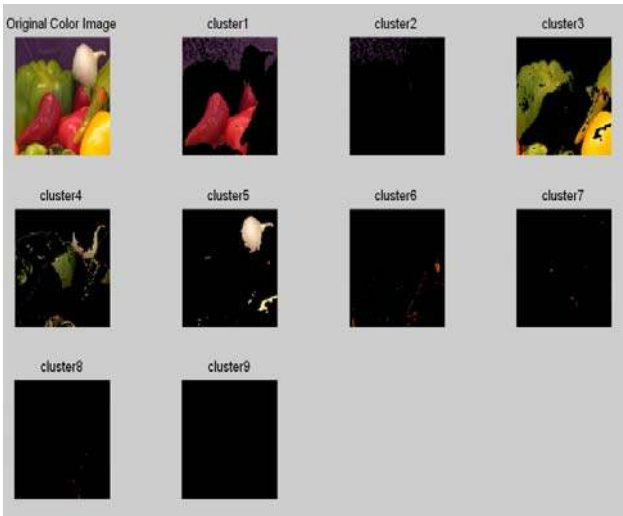 Original Color Image cluster1 cluster2 cluster3
cluster4 cluster5 cluster6 cluster7
cluster8 cluster9